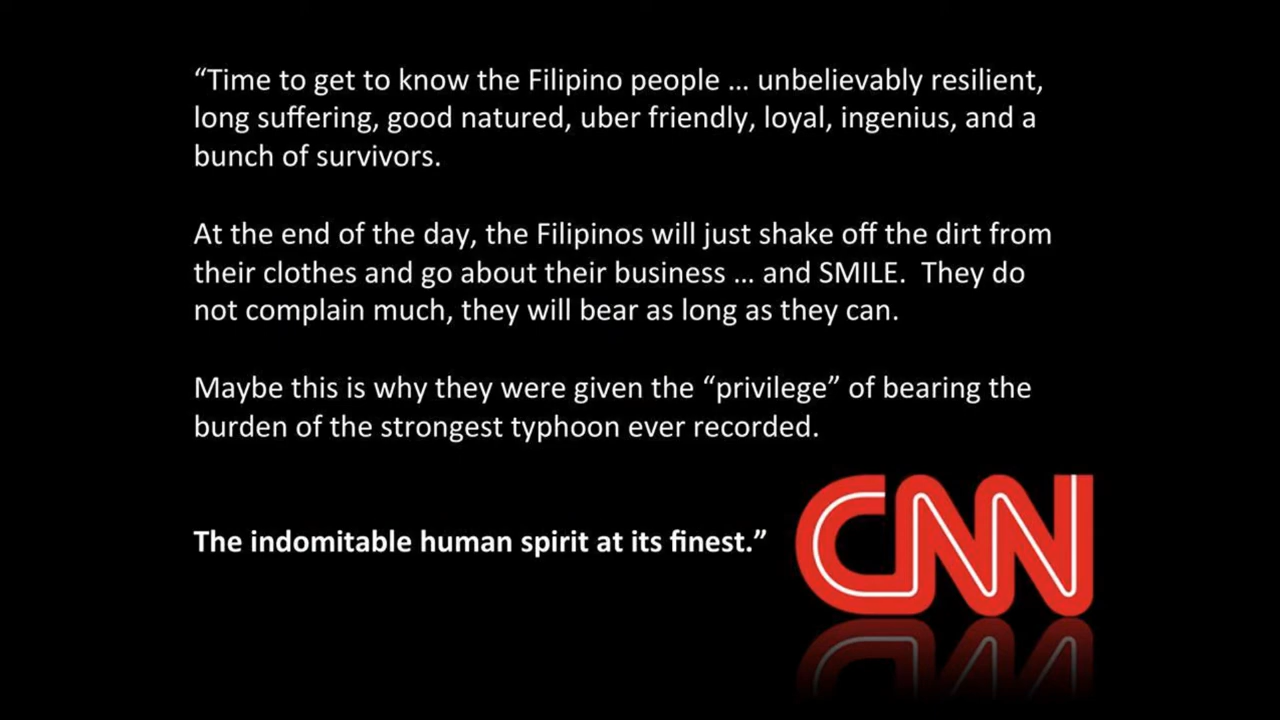 “Time to get to know the Filipino people ... unbelievably resilient,
long suffering, good natured, uber friendly, loyal, ingenius, and a
bunch of survivors.
At the end of the day, the Filipinos will just shake off the dirt from
their clothes and go about their business ... and SMILE.  They do
not complain much, they will bear as long as they can.
Maybe this is why they were given the “privilege” of bearing the
burden of the strongest typhoon ever recorded.
The indomitable human spirit at its finest.”
CNN